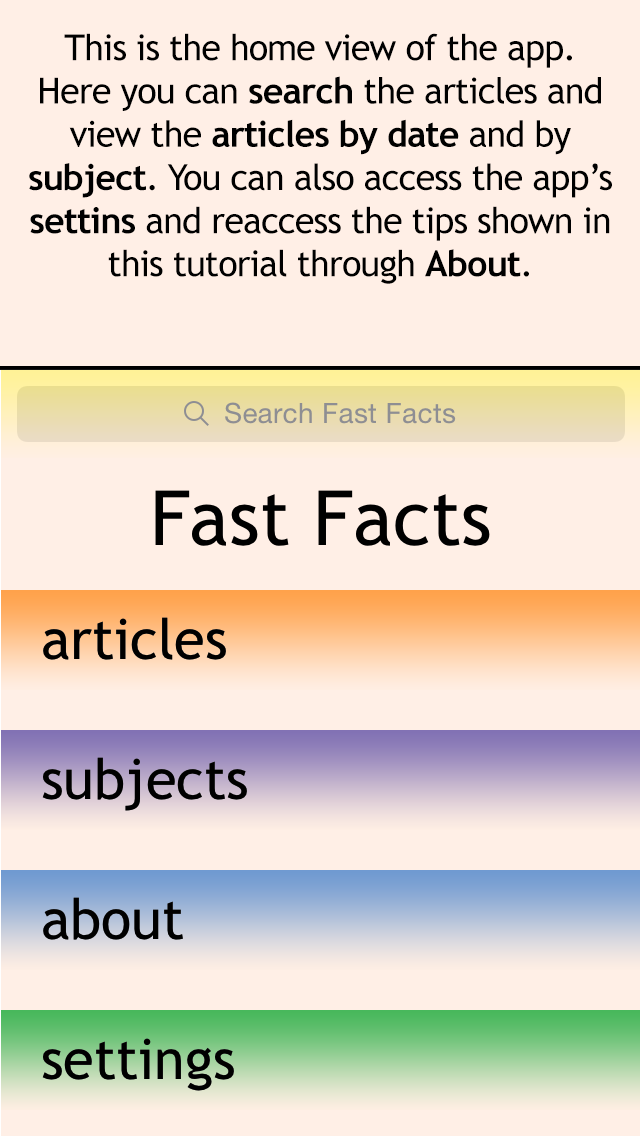 This is the home view of the app.
Here you can search the articles and
view the articles by date and by
subject. You can also access the app’s
settins and reaccess the tips shown in
this tutorial through About.
Search Fast Facts
Fast Facts
articles
subjects
about
settings